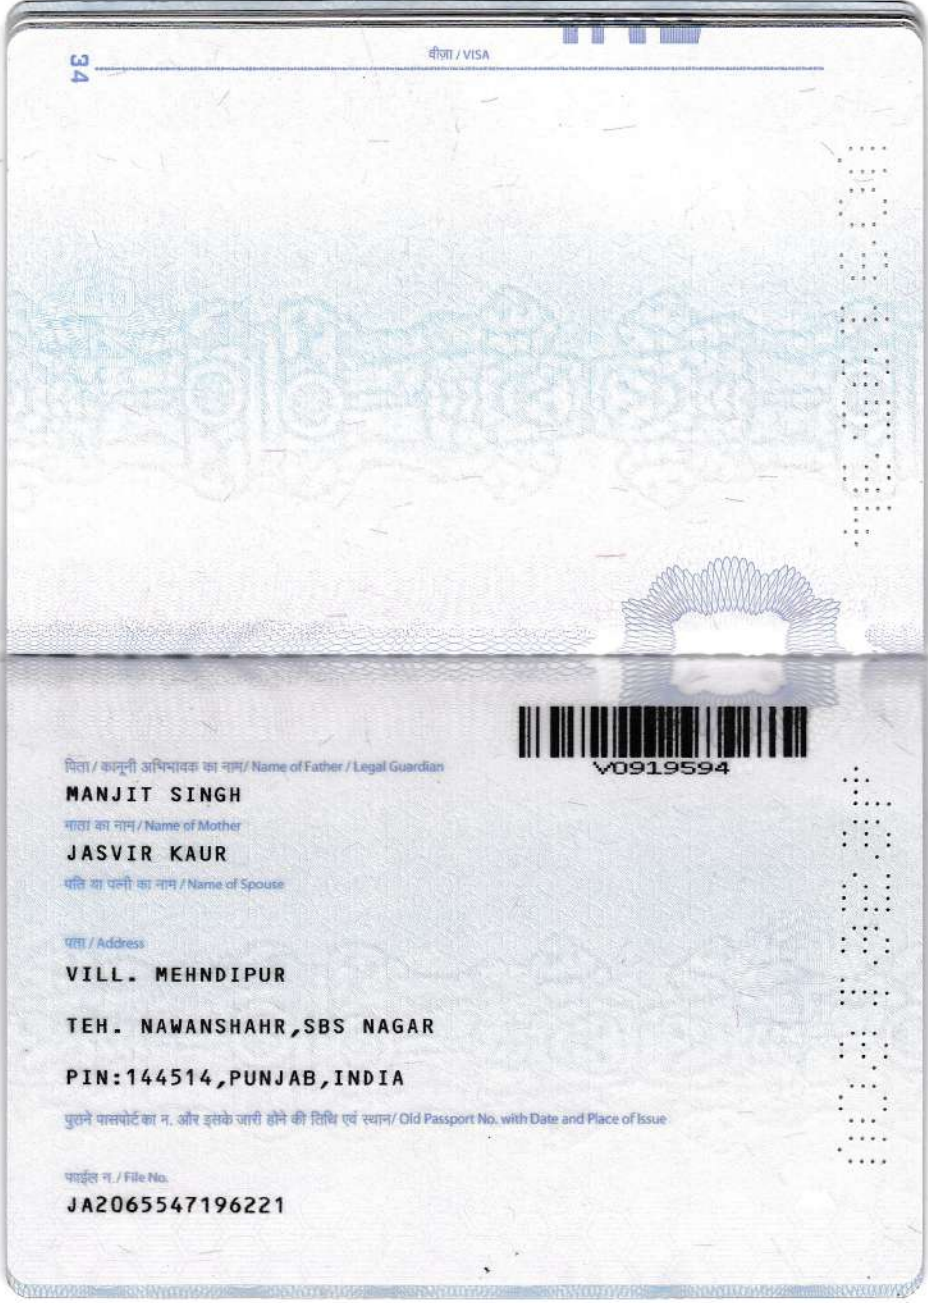 34
वीज़ा / VISA
V0919594
पिता / कानूनी अभिभावक का नाम/ Name of Father / Legal Guardian
MANJIT SINGH
माता का नाम / Name of Mother
JASVIR KAUR
पति या पत्नी का नाम / Name of Spouse
पता / Address
VILL. MEHNDIPUR
TEH. NAWANSHAHR,SBS NAGAR
PIN:144514,PUNJAB,INDIA
पुराने पासपोर्ट का न. और इसके जारी होने की तिथि एवं स्थान/ Old Passport No. with Date and Place of Issue
फाईल न. / File No.
JA2065547196221